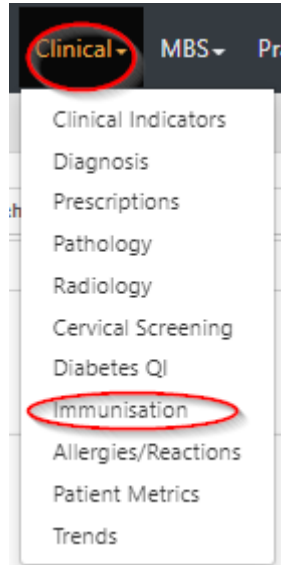 Clinical MBS
Clinical Indicators
Diagnosis
Prescriptions
Pathology
Radiology
Cervical Screening
Diabetes QI
Immunisation
Allergies/Reactions
Patient Metrics
Trends